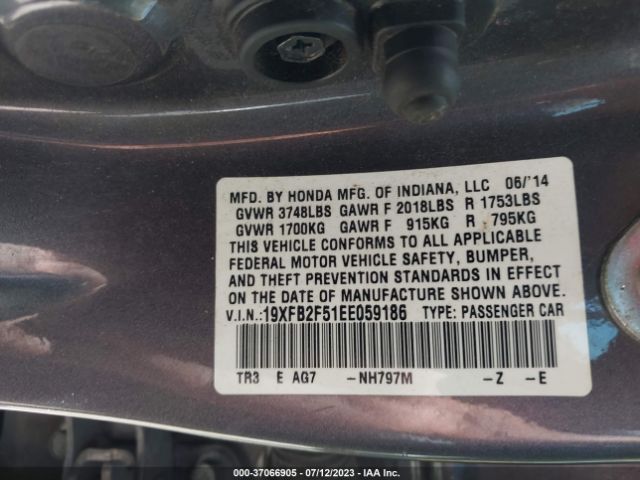 MFD. BY HONDA MFG. OF INDIANA, LLC 06/'14
GVWR 3748LBS GAWR F 2018LBS R 1753LBS
GVWR 1700KG GAWR F 915KG R 795KG
THIS VEHICLE CONFORMS TO ALL APPLICABLE
FEDERAL MOTOR VEHICLE SAFETY, BUMPER,
AND THEFT PREVENTION STANDARDS IN EFFECT
ON THE DATE OF MANUFACTURE SHOWN ABOVE.
V.I.N.:19XFB2F51EE059186 TYPE: PASSENGER CAR
TR3 E AG7 -NH797M -Z -E
000-37066905 - 07/12/2023 - IAA Inc.